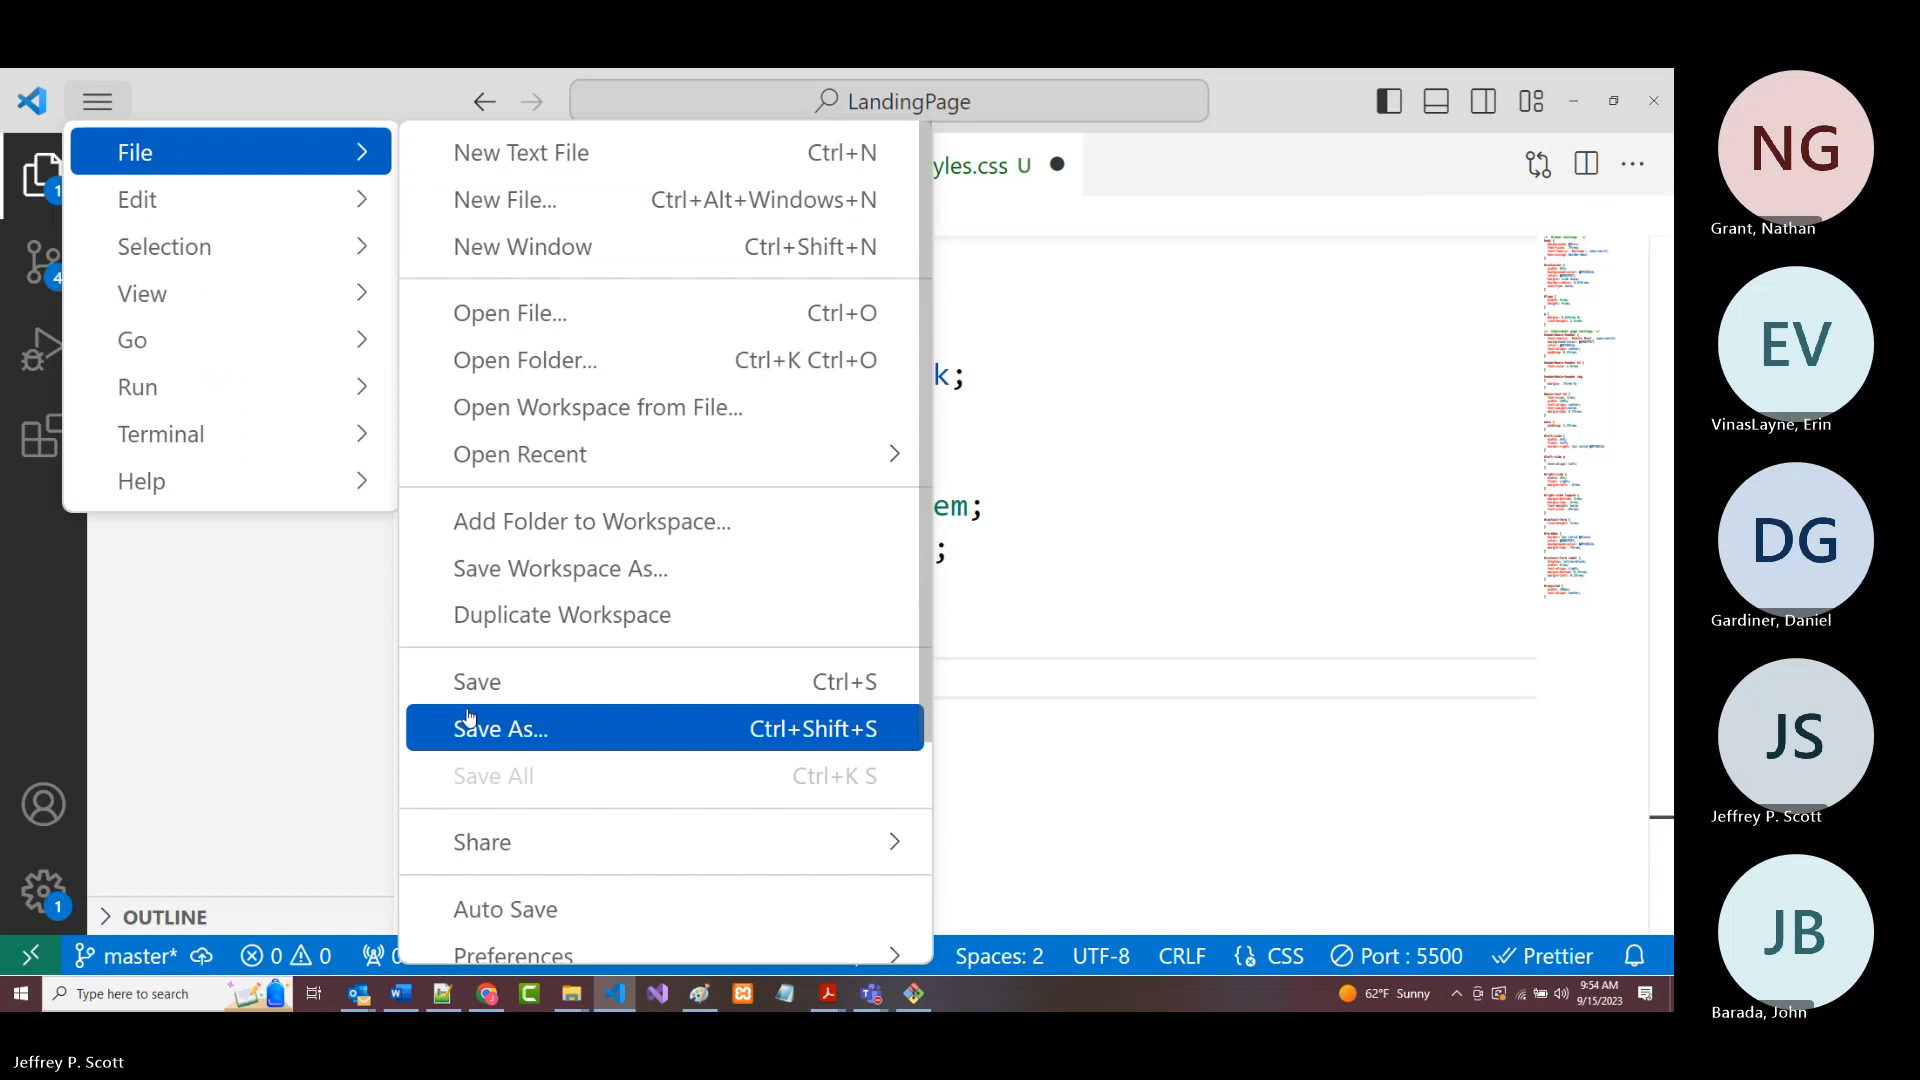 LandingPage
File
Edit
Selection
View
Go
Run
Terminal
Help
New Text File Ctrl+N
New File... Ctrl+Alt+Windows+N
New Window Ctrl+Shift+N
Open File... Ctrl+O
Open Folder... Ctrl+K Ctrl+O
Open Workspace from File...
Open Recent
Add Folder to Workspace...
Save Workspace As...
Duplicate Workspace
Save Ctrl+S
Save As... Ctrl+Shift+S
Save All Ctrl+K S
Share
Auto Save
Preferences
yles.css U
k;
em;
;
1
4
1
OUTLINE
master* 0 0 0 Spaces: 2 UTF-8 CRLF CSS Port : 5500 Prettier
Type here to search
62°F Sunny
9:54 AM
9/15/2023
NG
Grant, Nathan
EV
VinasLayne, Erin
DG
Gardiner, Daniel
JS
Jeffrey P. Scott
JB
Barada, John
Jeffrey P. Scott